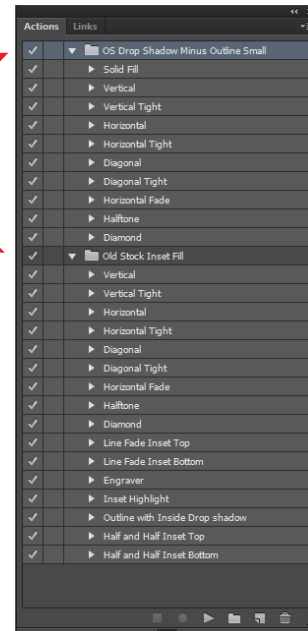 Actions Links
OS Drop Shadow Minus Outline Small
Solid Fill
Vertical
Vertical Tight
Horizontal
Horizontal Tight
Diagonal
Diagonal Tight
Horizontal Fade
Halftone
Diamond
Old Stock Inset Fill
Vertical
Vertical Tight
Horizontal
Horizontal Tight
Diagonal
Diagonal Tight
Horizontal Fade
Halftone
Diamond
Line Fade Inset Top
Line Fade Inset Bottom
Engraver
Inset Highlight
Outline with Inside Drop shadow
Half and Half Inset Top
Half and Half Inset Bottom